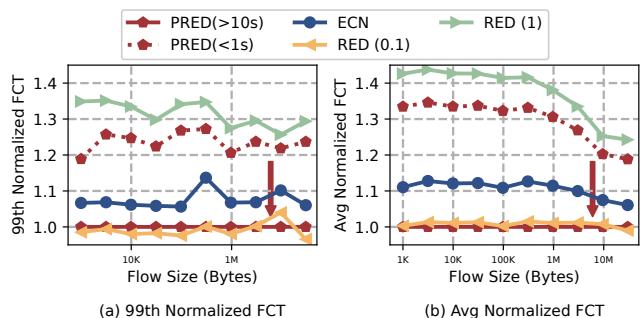 PRED(>10s) ECN RED (1)
PRED(<1s) RED (0.1)
99th Normalized FCT
1.4
1.3
1.2
1.1
1.0
10K 1M
Flow Size (Bytes)
(a) 99th Normalized FCT
Avg Normalized FCT
1.4
1.3
1.2
1.1
1.0
1K 10K 100K 1M 10M
Flow Size (Bytes)
(b) Avg Normalized FCT